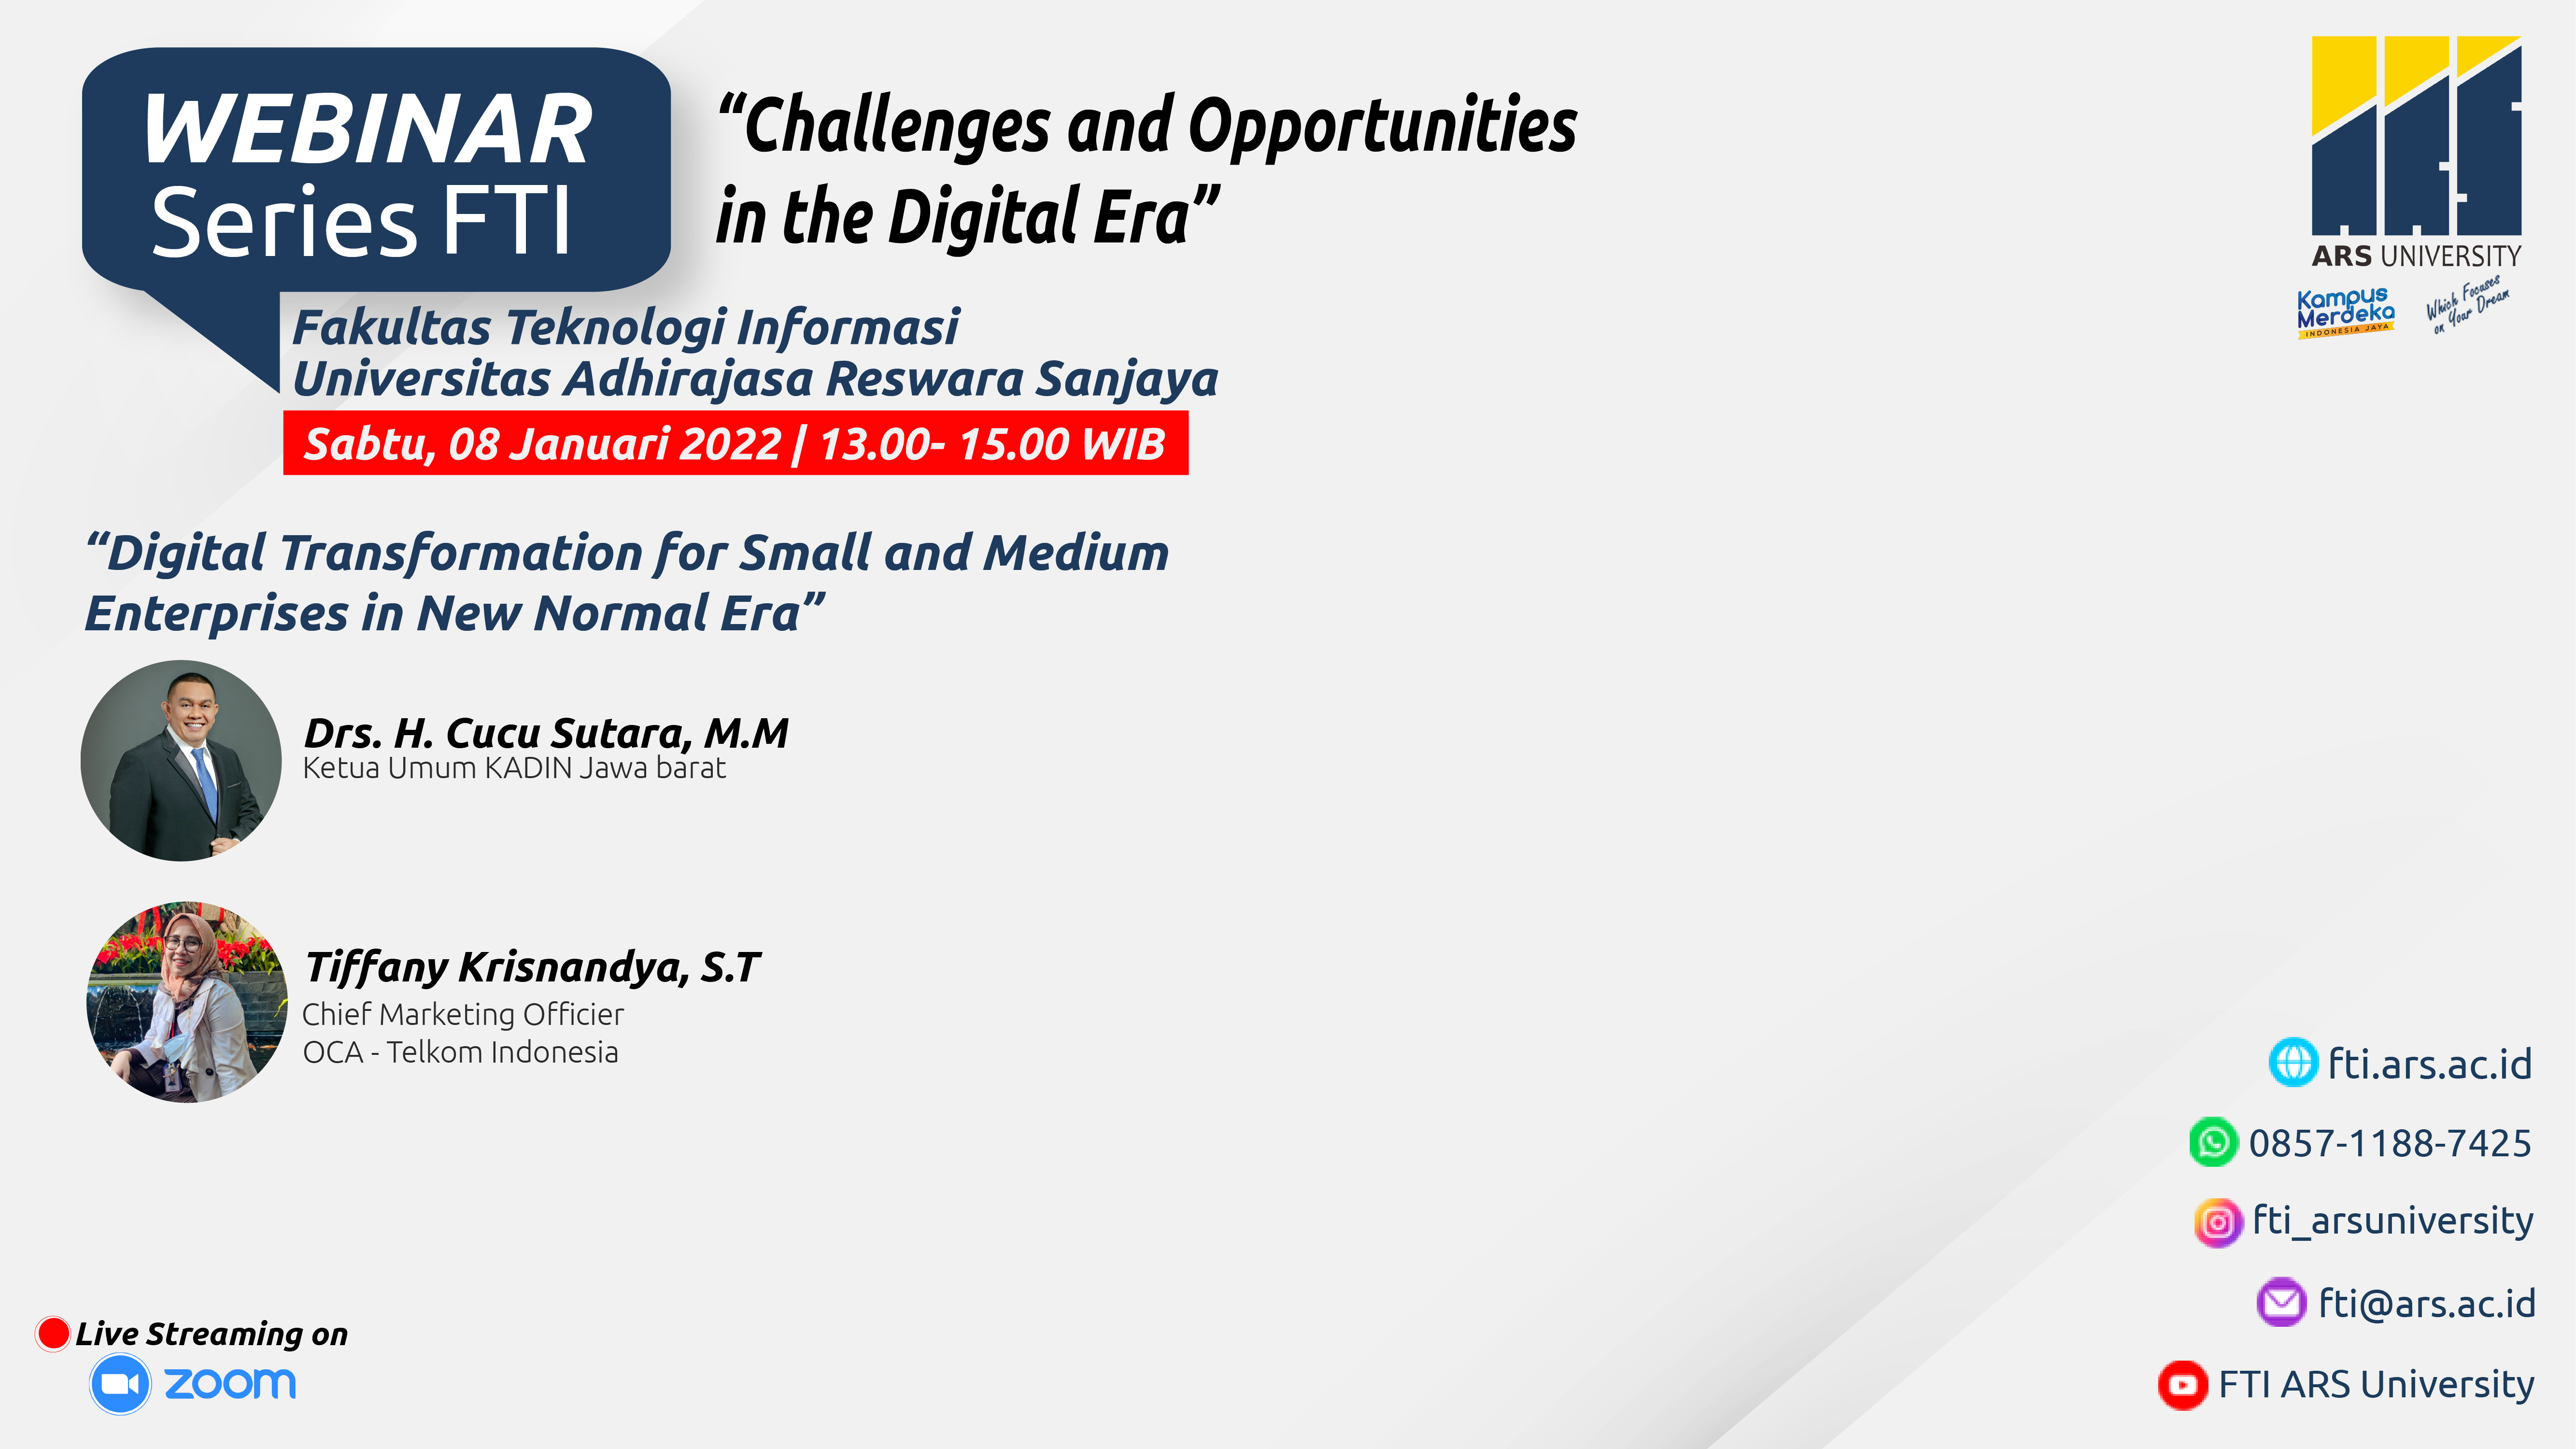 WEBINAR
Series FTI
“Challenges and Opportunities
in the Digital Era”
ARS UNIVERSITY
Kampus
Merdeka
INDONESIA JAYA
Which Focuses
on Your Dream
Fakultas Teknologi Informasi
Universitas Adhirajasa Reswara Sanjaya
Sabtu, 08 Januari 2022 | 13.00- 15.00 WIB
“Digital Transformation for Small and Medium
Enterprises in New Normal Era”
Drs. H. Cucu Sutara, M.M
Ketua Umum KADIN Jawa barat
Tiffany Krisnandya, S.T
Chief Marketing Officier
OCA - Telkom Indonesia
Live Streaming on
zoom
fti.ars.ac.id
0857-1188-7425
fti_arsuniversity
fti@ars.ac.id
FTI ARS University